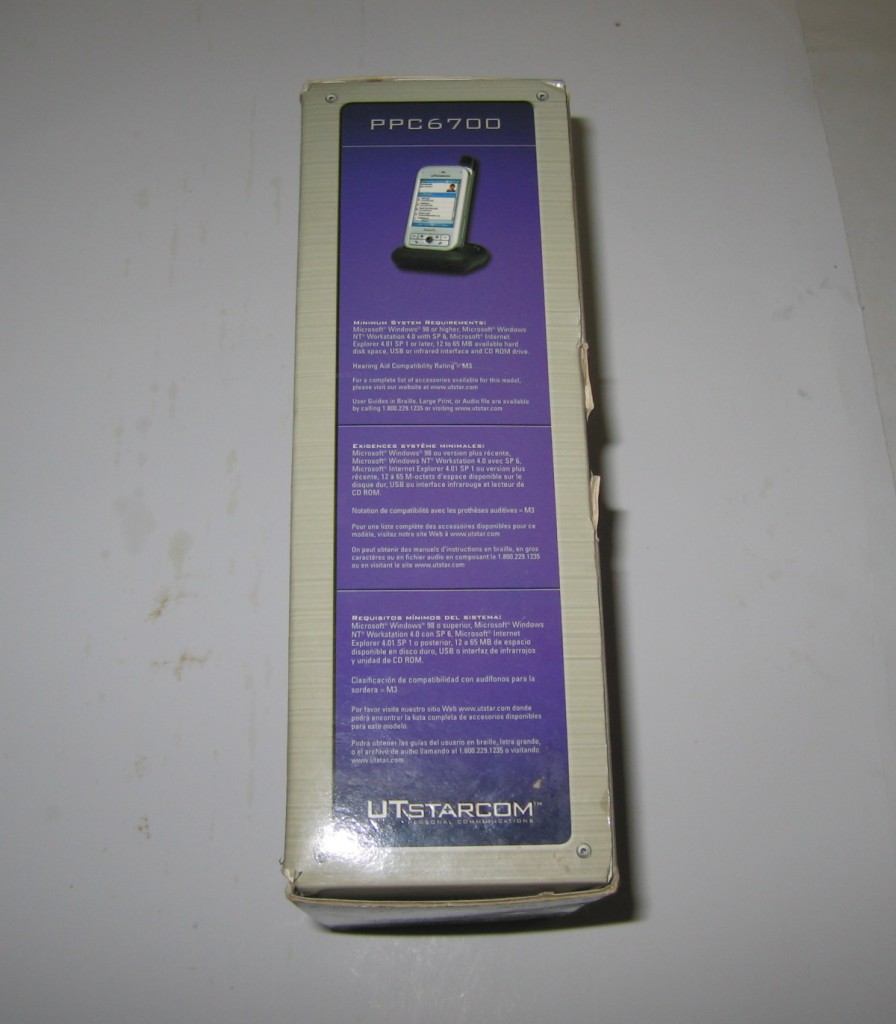 PPC6700
UTSTARCOM
MINIMUM SYSTEM REQUIREMENTS:
Microsoft® Windows® 98 or higher, Microsoft® Windows
NT® Workstation 4.0 with SP 6, Microsoft® Internet
Explorer 4.01 SP 1 or later, 12 to 65 MB available hard
disk space, USB or infrared interface and CD ROM drive.
Hearing Aid Compatibility Rating = M3
For a complete list of accessories available for this model,
please visit our website at www.utstar.com
User Guides in Braille, Large Print, or Audio file are available
by calling 1.800.229.1235 or visiting www.utstar.com
EXIGENCES SYSTÈME MINIMALES:
Microsoft® Windows® 98 ou version plus récente,
Microsoft® Windows NT® Workstation 4.0 avec SP 6,
Microsoft® Internet Explorer 4.01 SP 1 ou version plus
récente, 12 à 65 M-octets d'espace disponible sur le
disque dur, USB ou interface infrarouge et lecteur de
CD ROM.
Notation de compatibilité avec les prothèses auditives = M3
Pour une liste complète des accessoires disponibles pour ce
modèle, visitez notre site Web à www.utstar.com
On peut obtenir des manuels d'instructions en braille, en gros
caractères ou en fichier audio en composant le 1.800.229.1235
ou en visitant le site www.utstar.com
REQUISITOS MÍNIMOS DEL SISTEMA:
Microsoft® Windows® 98 o superior, Microsoft® Windows
NT® Workstation 4.0 con SP 6, Microsoft® Internet
Explorer 4.01 SP 1 o posterior, 12 a 65 MB de espacio
disponible en disco duro, USB o interfaz de infrarrojos
y unidad de CD ROM.
Clasificación de compatibilidad con audífonos para la
sordera = M3
Por favor visite nuestro sitio Web www.utstar.com donde
podrá encontrar la lista completa de accesorios disponibles
para este modelo.
Podrá obtener las guías del usuario en braille, letra grande,
o el archivo de audio llamando al 1.800.229.1235 o visitando
www.utstar.com
UTSTARCOM™
PERSONAL COMMUNICATIONS